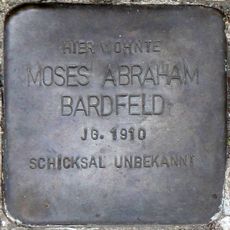 HIER WOHNTE
MOSES ABRAHAM
BARDFELD
JG. 1910
SCHICKSAL UNBEKANNT